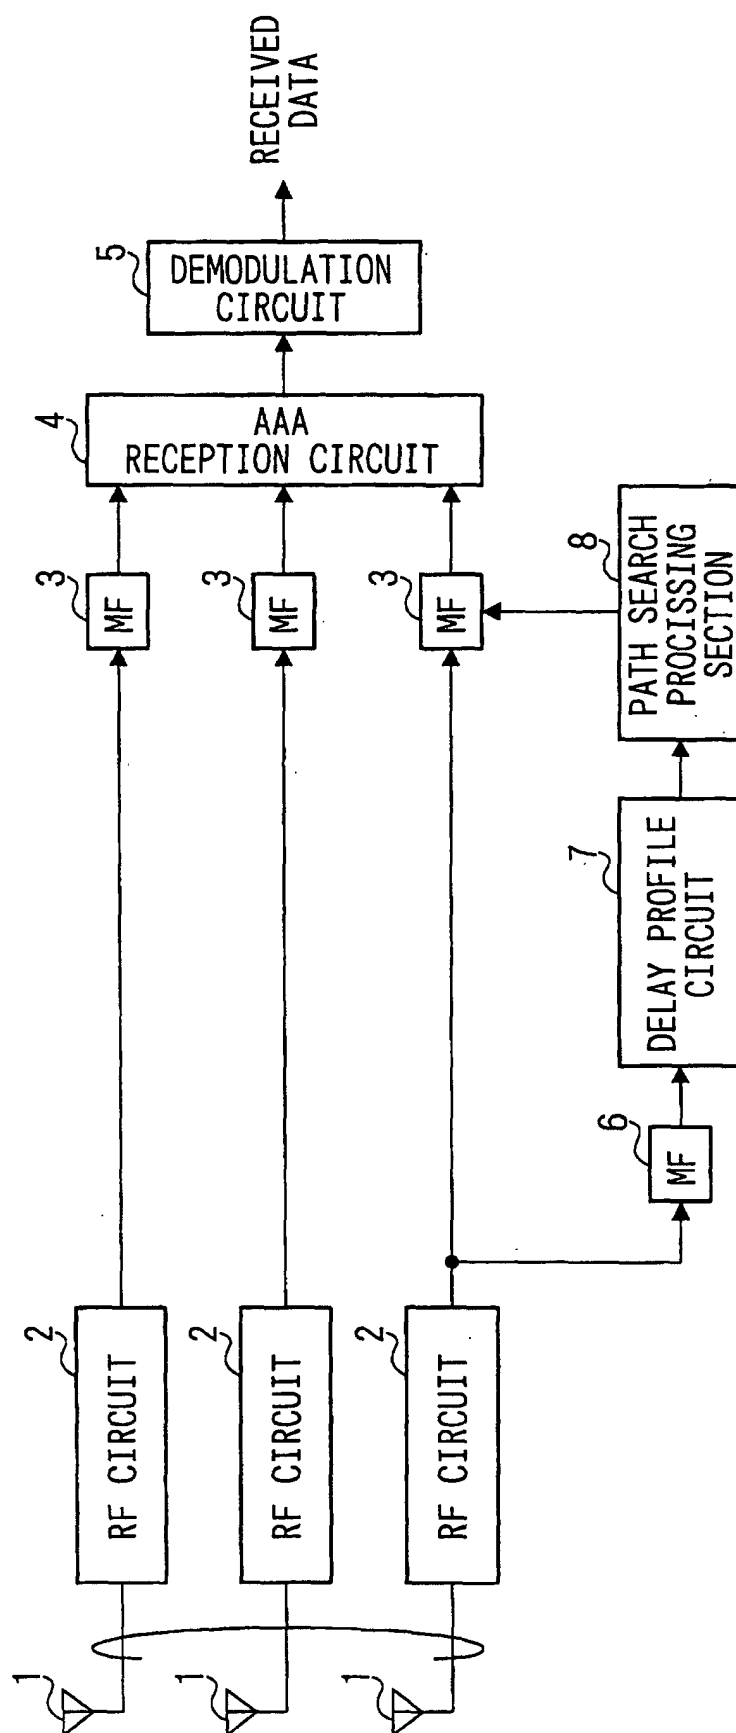 1
2
RF CIRCUIT
3
MF
4
AAA
RECEPTION CIRCUIT
5
DEMODULATION
CIRCUIT
RECEIVED
DATA
1
2
RF CIRCUIT
3
MF
1
2
RF CIRCUIT
3
MF
6
MF
7
DELAY PROFILE
CIRCUIT
8
PATH SEARCH
PROCISSING
SECTION